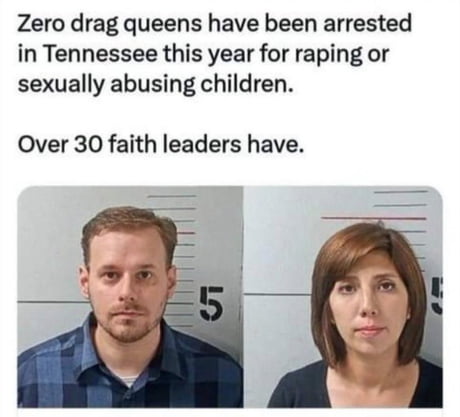 Zero drag queens have been arrested
in Tennessee this year for raping or
sexually abusing children.
Over 30 faith leaders have.
5